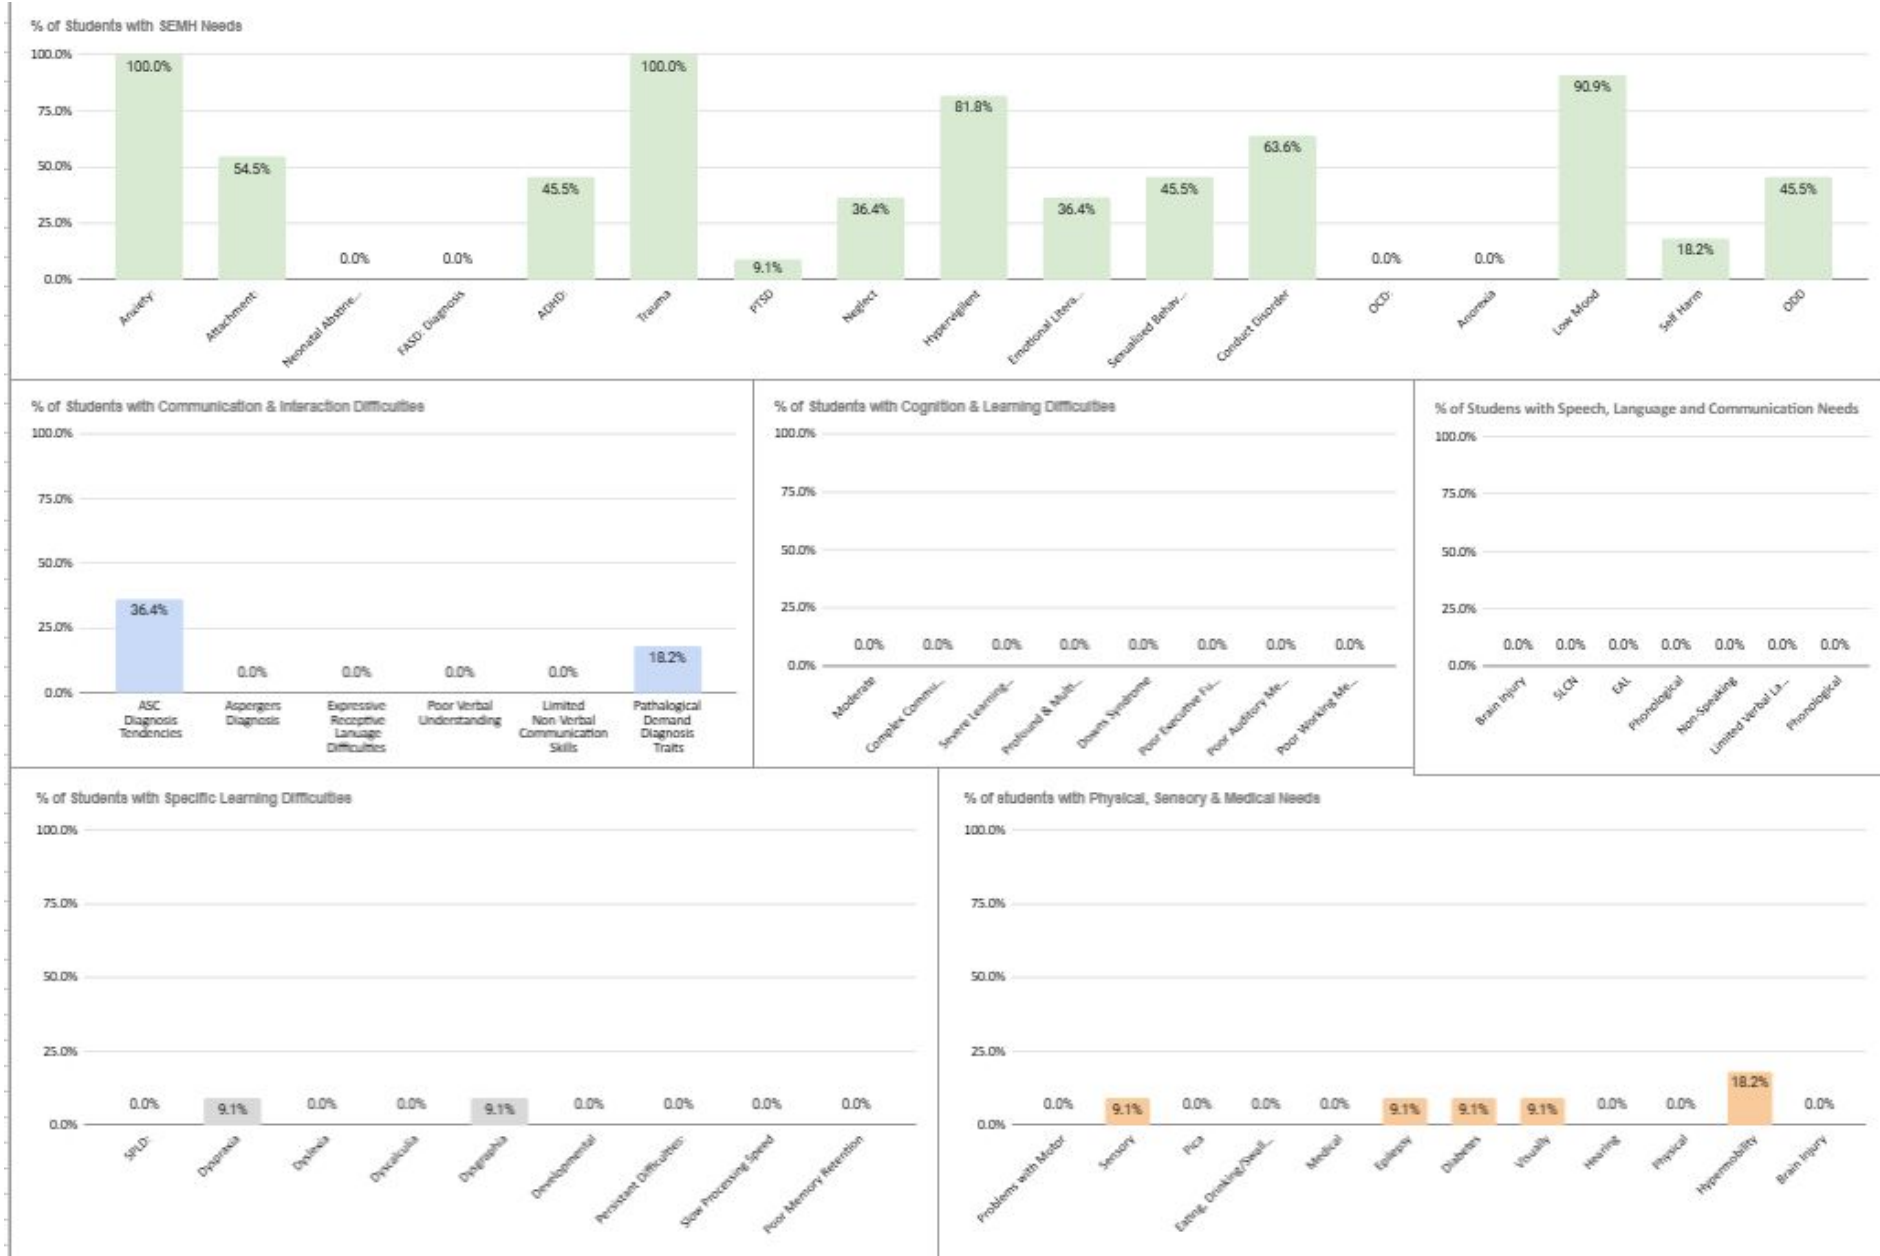 % of Students with SEMH Needs
100.0%
75.0%
50.0%
25.0%
0.0%
100.0%
54.5%
0.0%
0.0%
45.5%
100.0%
9.1%
36.4%
81.8%
36.4%
45.5%
63.6%
0.0%
0.0%
90.9%
18.2%
45.5%
Anxiety:
Attachment:
Neonatal Abstine...
FASD: Diagnosis
ADHD:
Trauma
PTSD
Neglect
Hypervigilent
Emotional Litera...
Sexualised Behav...
Conduct Disorder
OCD:
Anorexia
Low Mood
Self Harm
ODD
% of Students with Communication & Interaction Difficulties
100.0%
75.0%
50.0%
25.0%
0.0%
36.4%
0.0%
0.0%
0.0%
0.0%
18.2%
ASC
Diagnosis
Tendencies
Aspergers
Diagnosis
Expressive
Receptive
Lanuage
Difficulties
Poor Verbal
Understanding
Limited
Non Verbal
Communication
Skills
Pathalogical
Demand
Diagnosis
Traits
% of Students with Cognition & Learning Difficulties
100.0%
75.0%
50.0%
25.0%
0.0%
0.0%
0.0%
0.0%
0.0%
0.0%
0.0%
0.0%
0.0%
Moderate
Complex Commu...
Severe Learning...
Profound & Multi...
Downs Syndrome
Poor Executive Fu...
Poor Auditory Me...
Poor Working Me...
% of Studens with Speech, Language and Communication Needs
100.0%
75.0%
50.0%
25.0%
0.0%
0.0%
0.0%
0.0%
0.0%
0.0%
0.0%
0.0%
Brain Injury
SLCN
EAL
Phonological
Non-Speaking
Limited Verbal La...
Phonological
% of Students with Specific Learning Difficulties
100.0%
75.0%
50.0%
25.0%
0.0%
0.0%
9.1%
0.0%
0.0%
9.1%
0.0%
0.0%
0.0%
0.0%
SPLD:
Dyspraxia
Dyslexia
Dyscalculia
Dysgraphia
Developmental
Persistant Difficulties:
Slow Processing Speed
Poor Memory Retention
% of students with Physical, Sensory & Medical Needs
100.0%
75.0%
50.0%
25.0%
0.0%
0.0%
9.1%
0.0%
0.0%
0.0%
9.1%
9.1%
9.1%
0.0%
0.0%
18.2%
0.0%
Problems with Motor
Sensory
Pica
Eating, Drinking/Swall...
Medical
Epilepsy
Diabetes
Visually
Hearing
Physical
Hypermobility
Brain Injury